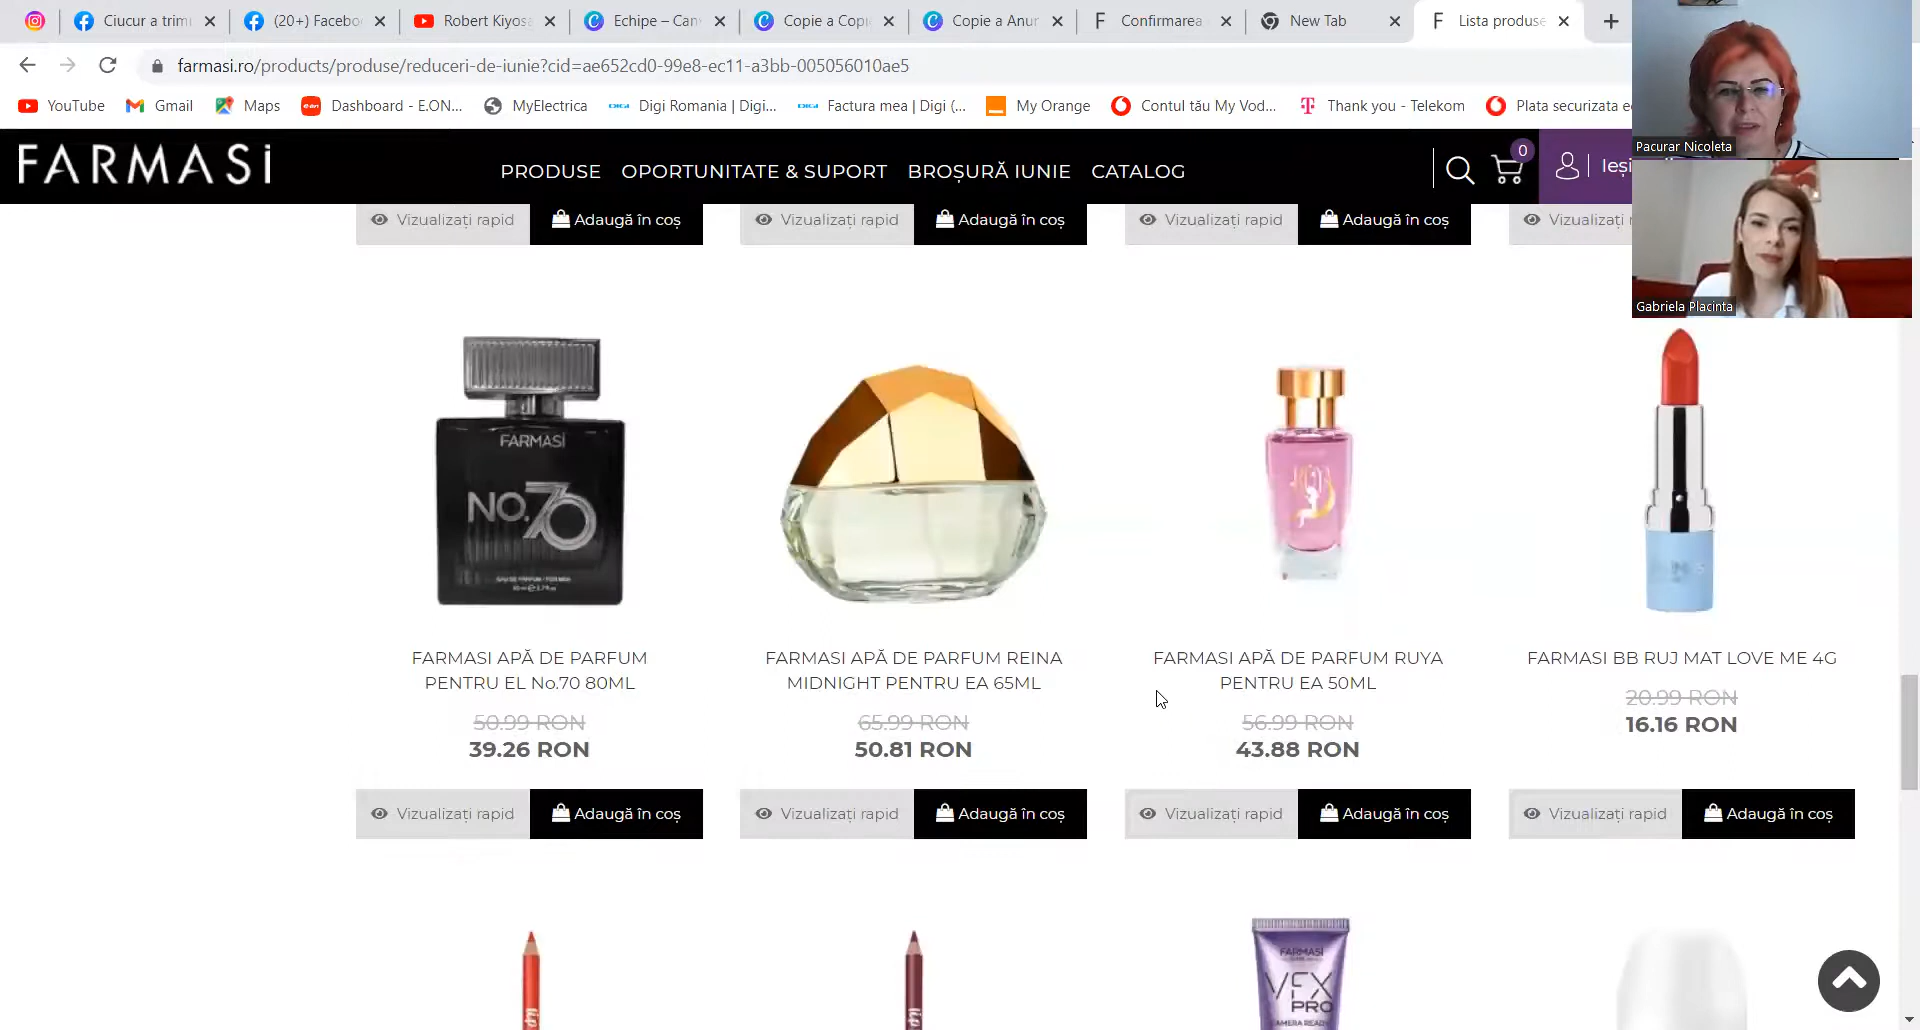 Ciucur a trimi
(20+) Facebo
Robert Kiyosa
Echipe – Can
Copie a Copi
Copie a Anun
Confirmarea
New Tab
Lista produse
farmasi.ro/products/produse/reduceri-de-iunie?cid=ae652cd0-99e8-ec11-a3bb-005056010ae5
YouTube
Gmail
Maps
Dashboard - E.ON...
MyElectrica
Digi Romania | Digi...
Factura mea | Digi (...
My Orange
Contul tău My Vod...
Thank you - Telekom
Plata securizata
Pacurar Nicoleta
FARMASi
PRODUSE
OPORTUNITATE & SUPORT
BROȘURĂ IUNIE
CATALOG
0
Ieși
Vizualizați rapid
Adaugă în coș
Vizualizați rapid
Adaugă în coș
Vizualizați rapid
Adaugă în coș
Vizualizați
Gabriela Placinta
FARMASi
NO.70
FARMASI APĂ DE PARFUM
PENTRU EL No.70 80ML
50.99 RON
39.26 RON
FARMASI APĂ DE PARFUM REINA
MIDNIGHT PENTRU EA 65ML
65.99 RON
50.81 RON
FARMASI APĂ DE PARFUM RUYA
PENTRU EA 50ML
56.99 RON
43.88 RON
FARMASI BB RUJ MAT LOVE ME 4G
20.99 RON
16.16 RON
Vizualizați rapid
Adaugă în coș
Vizualizați rapid
Adaugă în coș
Vizualizați rapid
Adaugă în coș
Vizualizați rapid
Adaugă în coș
lip
lip
FARMASi
VFX
PRO
CAMERA READY